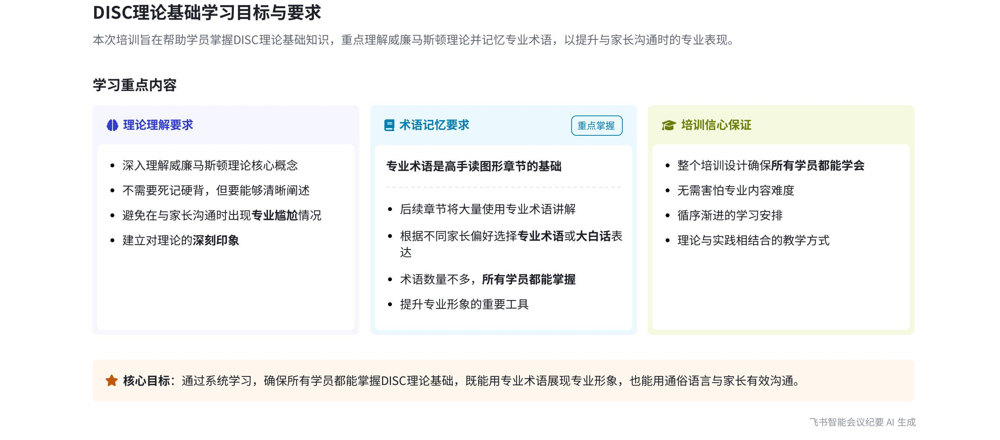 DISC理论基础学习目标与要求
本次培训旨在帮助学员掌握DISC理论基础知识，重点理解威廉马斯顿理论并记忆专业术语，以提升与家长沟通时的专业表现。
学习重点内容
理论理解要求
深入理解威廉马斯顿理论核心概念
不需要死记硬背，但要能够清晰阐述
避免在与家长沟通时出现专业尴尬情况
建立对理论的深刻印象
术语记忆要求
重点掌握
专业术语是高手读图形章节的基础
后续章节将大量使用专业术语讲解
根据不同家长偏好选择专业术语或大白话表
达
术语数量不多，所有学员都能掌握
提升专业形象的重要工具
培训信心保证
整个培训设计确保所有学员都能学会
无需害怕专业内容难度
循序渐进的学习安排
理论与实践相结合的教学方式
核心目标：通过系统学习，确保所有学员都能掌握DISC理论基础，既能用专业术语展现专业形象，也能用通俗语言与家长有效沟通。
飞书智能会议纪要 AI 生成